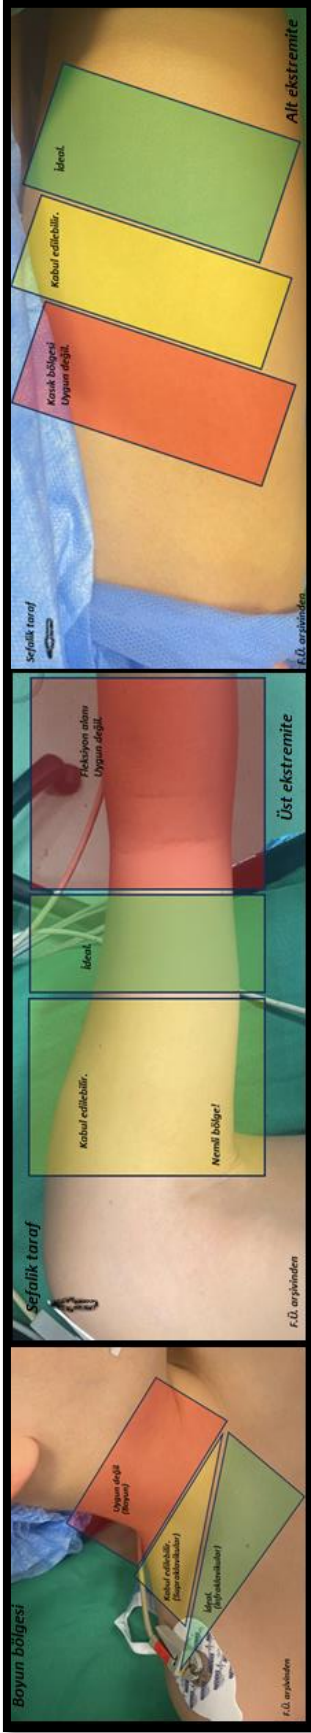 Alt ekstremite
İdeal.
Kabul edilebilir.
Kasık bölgesi
Uygun değil.
Sefalik taraf
F.Ü. arşivinden
Üst ekstremite
Fleksiyon alanı
Uygun değil.
İdeal.
Kabul edilebilir.
Nemli bölge!
Sefalik taraf
F.Ü. arşivinden
Boyun bölgesi
Uygun değil
(Boyun)
Kabul edilebilir.
(Supraklavikular)
İdeal.
(İnfraklavikular)
F.Ü. arşivinden